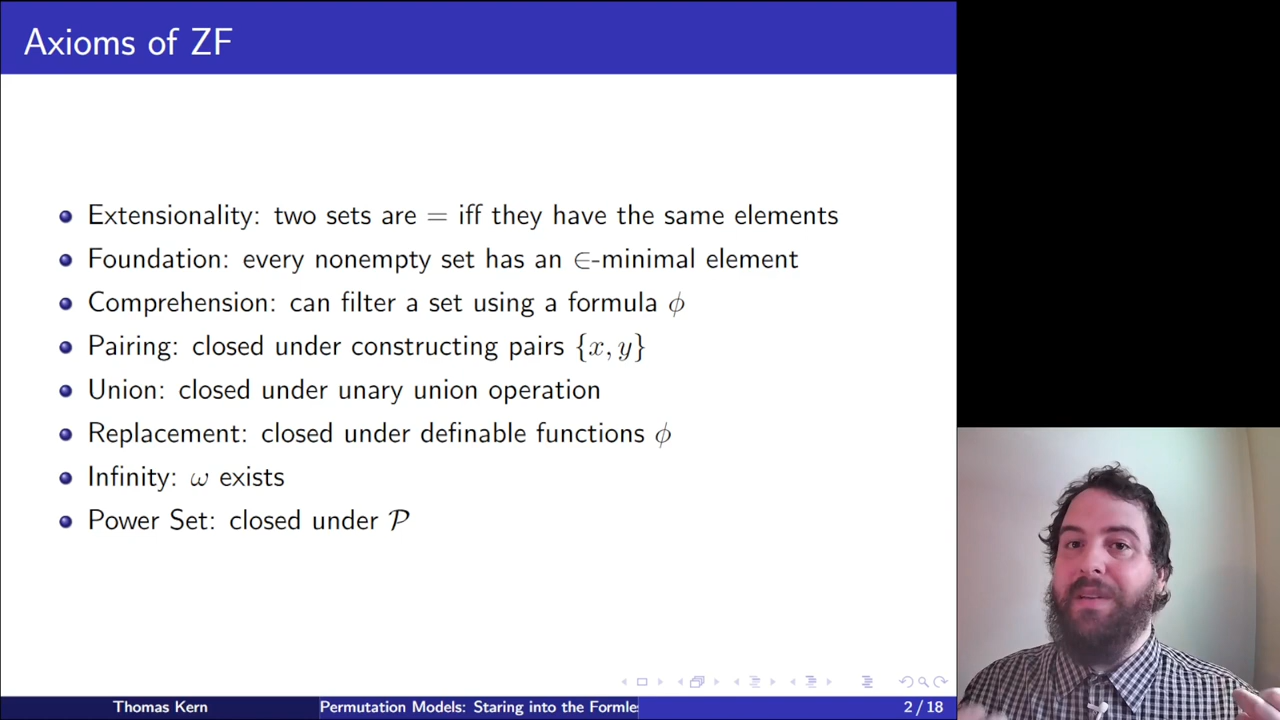 Axioms of ZF
Extensionality: two sets are = iff they have the same elements
Foundation: every nonempty set has an ∈-minimal element
Comprehension: can filter a set using a formula ϕ
Pairing: closed under constructing pairs {x, y}
Union: closed under unary union operation
Replacement: closed under definable functions ϕ
Infinity: ω exists
Power Set: closed under 𝒫
Thomas Kern
Permutation Models: Staring into the Formle
2 / 18